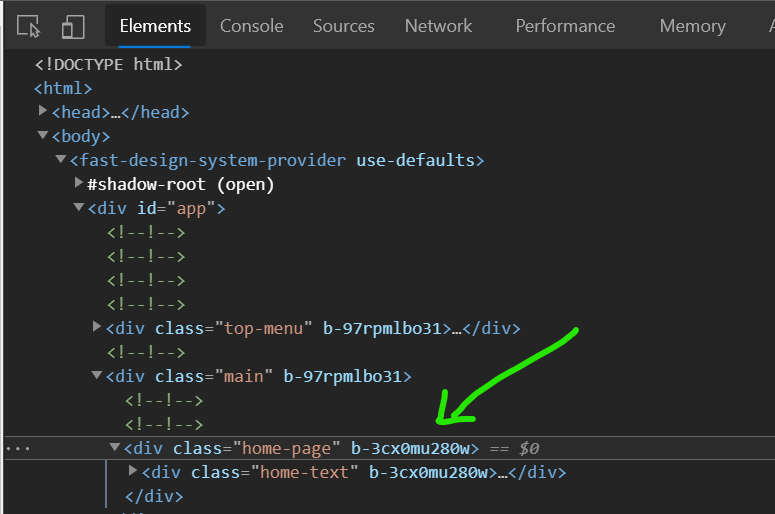 Elements Console Sources Network Performance Memory
<!DOCTYPE html>
<html>
<head>…</head>
<body>
<fast-design-system-provider use-defaults>
#shadow-root (open)
<div id="app">
<!--!-->
<!--!-->
<!--!-->
<!--!-->
<div class="top-menu" b-97rpmlbo31>…</div>
<!--!-->
<div class="main" b-97rpmlbo31>
<!--!-->
<!--!-->
… <div class="home-page" b-3cx0mu280w> == $0
<div class="home-text" b-3cx0mu280w>…</div>
</div>